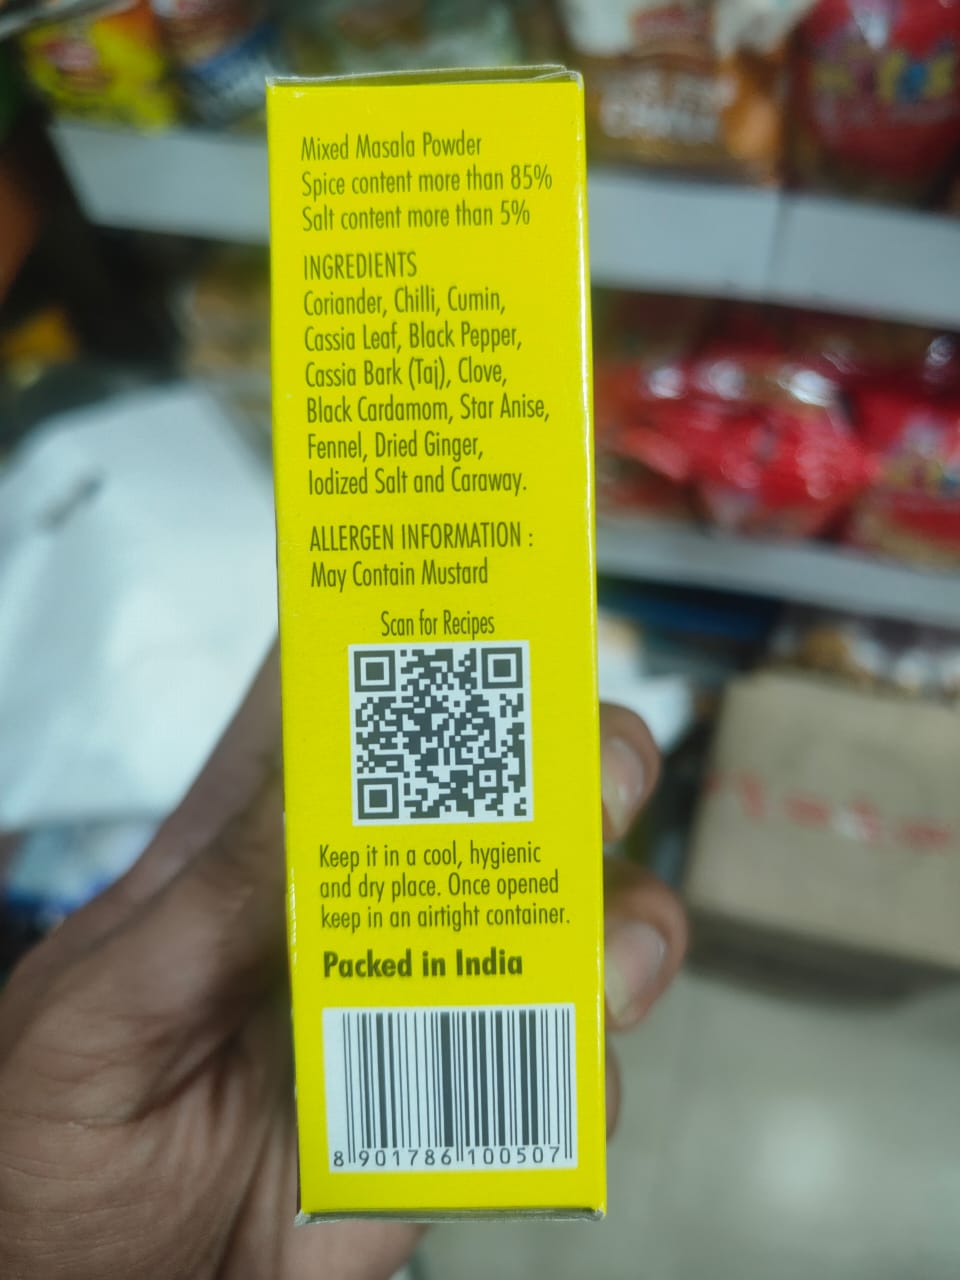 Mixed Masala Powder
Spice content more than 85%
Salt content more than 5%
INGREDIENTS
Coriander, Chilli, Cumin,
Cassia Leaf, Black Pepper,
Cassia Bark (Taj), Clove,
Black Cardamom, Star Anise,
Fennel, Dried Ginger,
Iodized Salt and Caraway.
ALLERGEN INFORMATION :
May Contain Mustard
Scan for Recipes
Keep it in a cool, hygienic
and dry place. Once opened
keep in an airtight container.
Packed in India
8 901786 100507